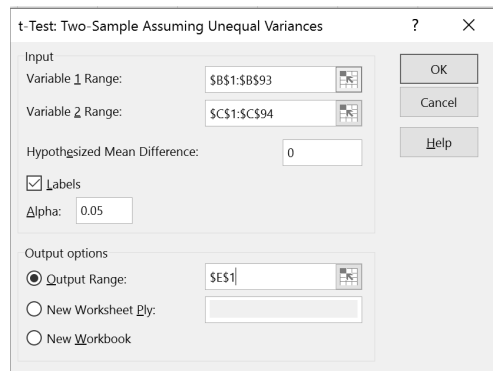 t-Test: Two-Sample Assuming Unequal Variances ? ×
Input
Variable 1 Range: $B$1:$B$93
Variable 2 Range: $C$1:$C$94
Hypothesized Mean Difference: 0
Labels
Alpha: 0.05
Output options
Output Range: $E$1
New Worksheet Ply:
New Workbook
OK
Cancel
Help